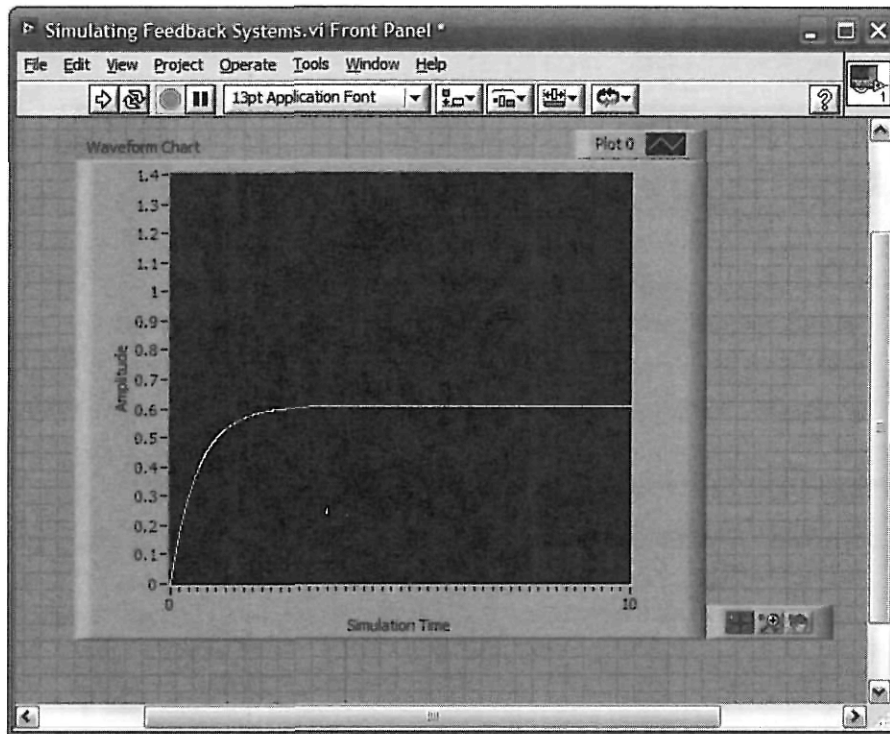 Simulating Feedback Systems.vi Front Panel *
File Edit View Project Operate Tools Window Help
13pt Application Font
1
Waveform Chart
Plot 0
1.4
1.3
1.2
1.1
1
0.9
0.8
0.7
0.6
0.5
0.4
0.3
0.2
0.1
0
Amplitude
0 10
Simulation Time